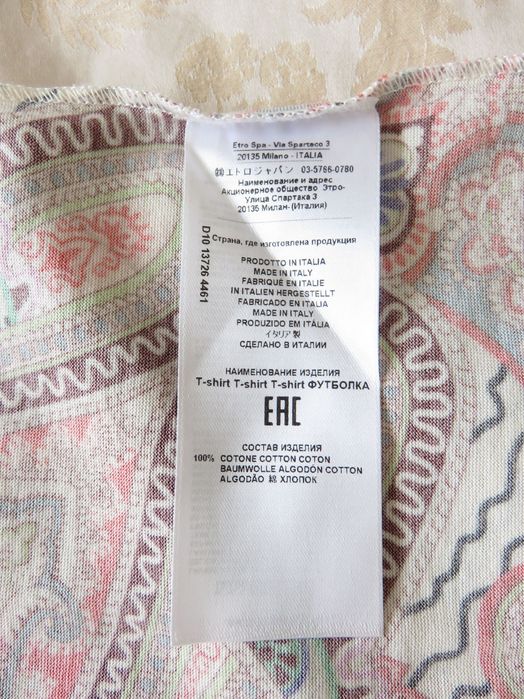 Etro Spa - Via Spartaco 3
20135 Milano - ITALIA
㈱エトロジャパン 03-5766-0780
Наименование и адрес
Акционерное общество Этро-
Улица Спартака 3
20135 Милан- (Италия)
D10 13726 4461
Страна, где изготовлена продукция
PRODOTTO IN ITALIA
MADE IN ITALY
FABRIQUÉ EN ITALIE
IN ITALIEN HERGESTELLT
FABRICADO EN ITALIA
MADE IN ITALY
PRODUZIDO EM ITÁLIA
イタリア製
СДЕЛАНО В ИТАЛИИ
НАИМЕНОВАНИЕ ИЗДЕЛИЯ
T-shirt T-shirt T-shirt ФУТБОЛКА
EAC
СОСТАВ ИЗДЕЛИЯ
100% COTONE COTTON COTON
BAUMWOLLE ALGODÓN COTTON
ALGODÃO 綿 ХЛОПОК